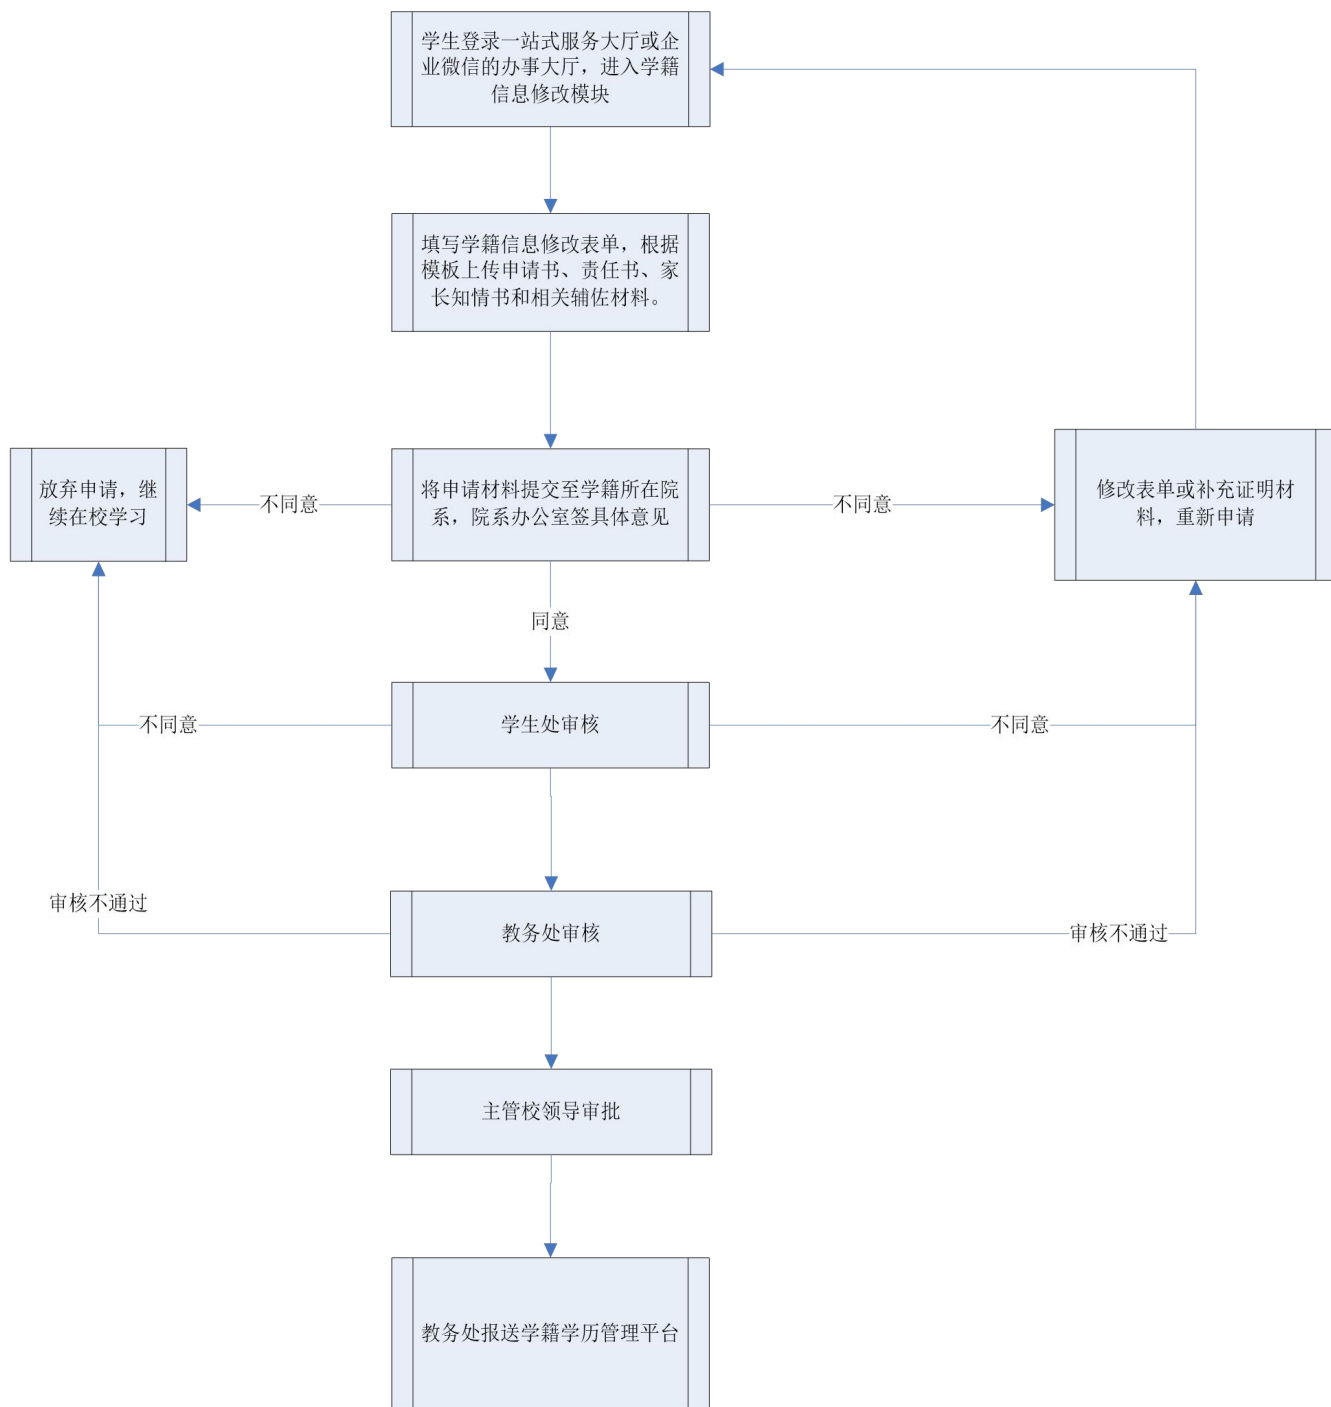 学生登录一站式服务大厅或企
业微信的办事大厅，进入学籍
信息修改模块
填写学籍信息修改表单，根据
模板上传申请书、责任书、家
长知情书和相关辅佐材料。
放弃申请，继
续在校学习
不同意
将申请材料提交至学籍所在院
系，院系办公室签具体意见
不同意
修改表单或补充证明材
料，重新申请
同意
不同意
学生处审核
不同意
审核不通过
教务处审核
审核不通过
主管校领导审批
教务处报送学籍学历管理平台